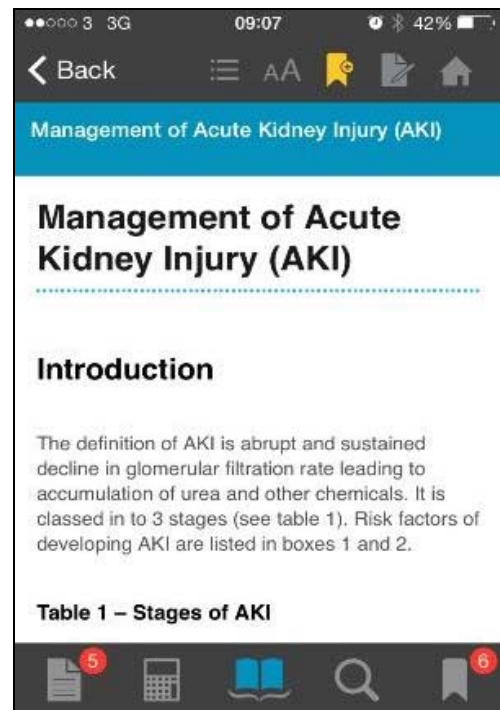 3 3G 09:07 42%
Back AA
Management of Acute Kidney Injury (AKI)
Management of Acute
Kidney Injury (AKI)
Introduction
The definition of AKI is abrupt and sustained
decline in glomerular filtration rate leading to
accumulation of urea and other chemicals. It is
classed in to 3 stages (see table 1). Risk factors of
developing AKI are listed in boxes 1 and 2.
Table 1 – Stages of AKI
5 6